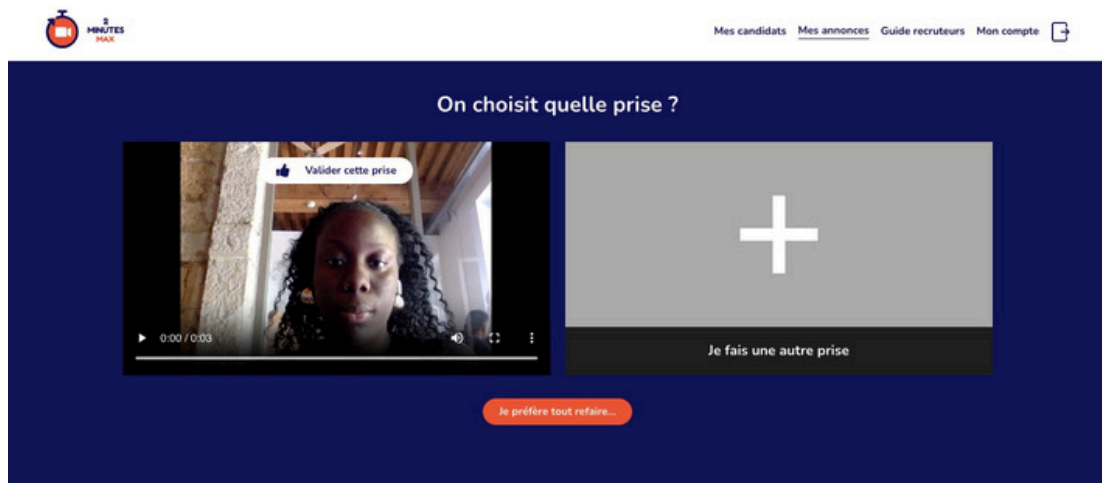 2
MINUTES
MAX
Mes candidats Mes annonces Guide recruteurs Mon compte
On choisit quelle prise ?
Valider cette prise
0:00 / 0:03
Je fais une autre prise
Je préfère tout refaire...